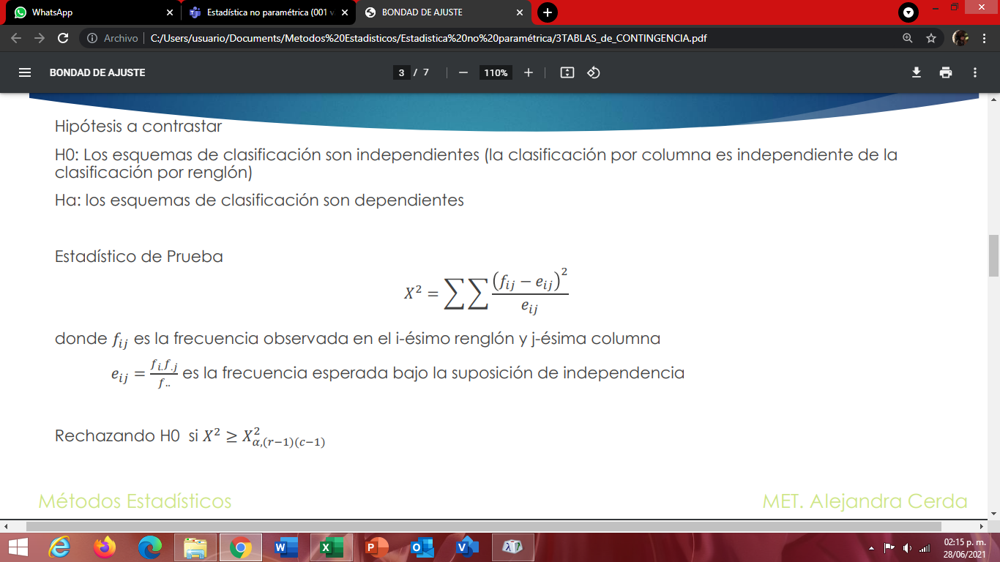 WhatsApp
Estadística no paramétrica (001 v
BONDAD DE AJUSTE
Archivo C:/Users/usuario/Documents/Metodos%20Estadisticos/Estadistica%20no%20paramétrica/3TABLAS_de_CONTINGENCIA.pdf
BONDAD DE AJUSTE 3 / 7 110%
Hipótesis a contrastar
H0: Los esquemas de clasificación son independientes (la clasificación por columna es independiente de la
clasificación por renglón)
Ha: los esquemas de clasificación son dependientes
Estadístico de Prueba
$X^2 = \sum \sum \frac{(f_{ij} - e_{ij})^2}{e_{ij}}$
donde $f_{ij}$ es la frecuencia observada en el i-ésimo renglón y j-ésima columna
$e_{ij} = \frac{f_{i.} f_{.j}}{f_{..}}$ es la frecuencia esperada bajo la suposición de independencia
Rechazando H0 si $X^2 \geq X^2_{\alpha,(r-1)(c-1)}$
Métodos Estadísticos
MET. Alejandra Cerda
02:15 p. m.
28/06/2021